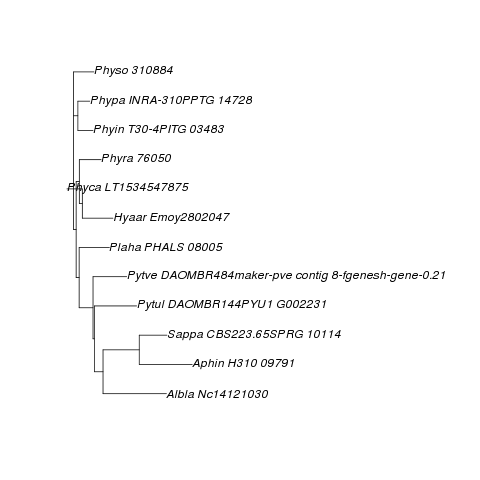 Physo 310884
Phypa INRA-310PPTG 14728
Phyin T30-4PITG 03483
Phyra 76050
Phyca LT1534547875
Hyaar Emoy2802047
Plaha PHALS 08005
Pytve DAOMBR484maker-pve contig 8-fgenesh-gene-0.21
Pytul DAOMBR144PYU1 G002231
Sappa CBS223.65SPRG 10114
Aphin H310 09791
Albla Nc14121030